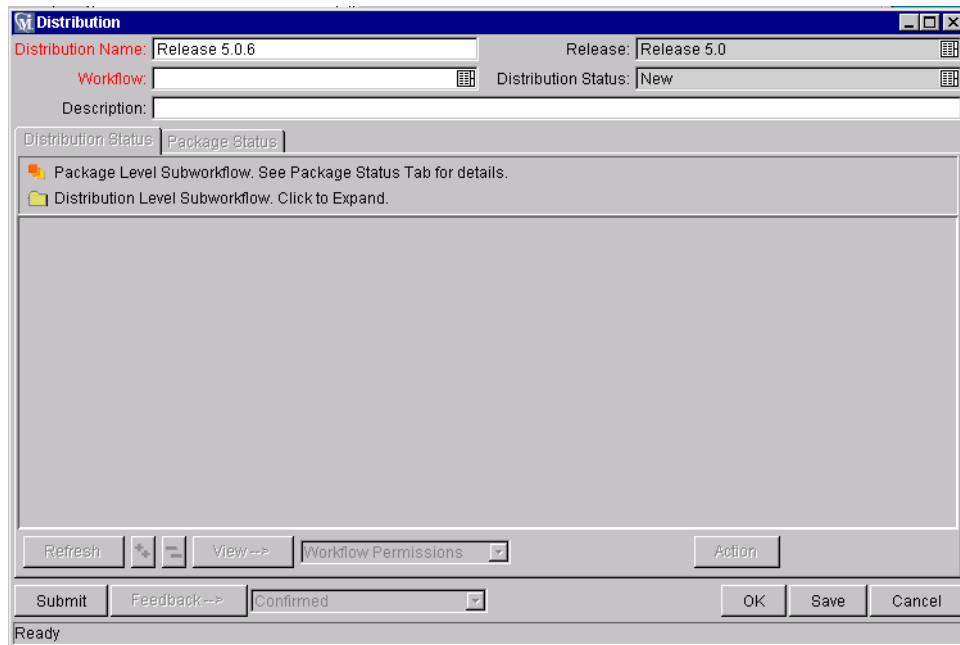 Distribution
Distribution Name: Release 5.0.6 Release: Release 5.0
Workflow: Distribution Status: New
Description:
Distribution Status Package Status
Package Level Subworkflow. See Package Status Tab for details.
Distribution Level Subworkflow. Click to Expand.
Refresh View --> Workflow Permissions Action
Submit Feedback --> Confirmed OK Save Cancel
Ready